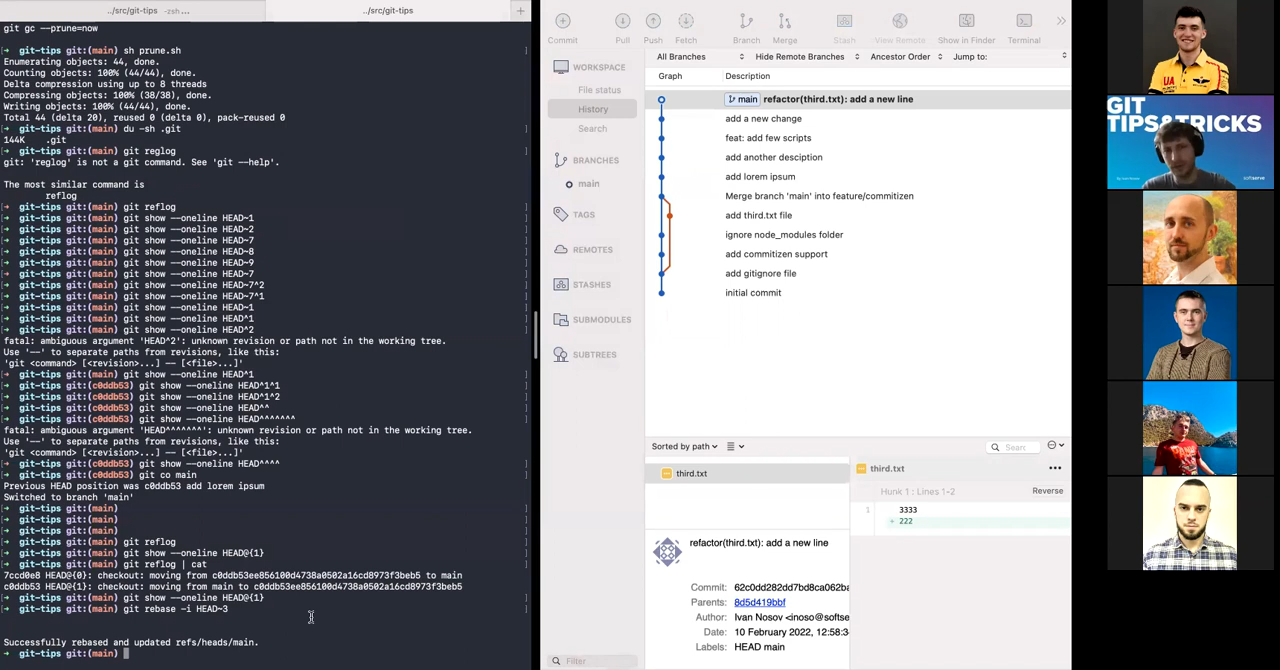 ../src/git-tips -zsh ...
../src/git-tips
+
git gc --prune=now
git-tips git:(main) sh prune.sh
Enumerating objects: 44, done.
Counting objects: 100% (44/44), done.
Delta compression using up to 8 threads
Compressing objects: 100% (38/38), done.
Writing objects: 100% (44/44), done.
Total 44 (delta 20), reused 0 (delta 0), pack-reused 0
git-tips git:(main) du -sh .git
144K .git
git-tips git:(main) git reglog
git: 'reglog' is not a git command. See 'git --help'.
The most similar command is
reflog
git-tips git:(main) git reflog
git-tips git:(main) git show --oneline HEAD~1
git-tips git:(main) git show --oneline HEAD~2
git-tips git:(main) git show --oneline HEAD~7
git-tips git:(main) git show --oneline HEAD~8
git-tips git:(main) git show --oneline HEAD~9
git-tips git:(main) git show --oneline HEAD~7
git-tips git:(main) git show --oneline HEAD~7^2
git-tips git:(main) git show --oneline HEAD~7^1
git-tips git:(main) git show --oneline HEAD~1
git-tips git:(main) git show --oneline HEAD^1
git-tips git:(main) git show --oneline HEAD^2
fatal: ambiguous argument 'HEAD^2': unknown revision or path not in the working tree.
Use '--' to separate paths from revisions, like this:
'git <command> [<revision>...] -- [<file>...]'
git-tips git:(main) git show --oneline HEAD^1
git-tips git:(c0ddb53) git show --oneline HEAD^1^1
git-tips git:(c0ddb53) git show --oneline HEAD^1^2
git-tips git:(c0ddb53) git show --oneline HEAD^^
git-tips git:(c0ddb53) git show --oneline HEAD^^^^^^^
fatal: ambiguous argument 'HEAD^^^^^^^': unknown revision or path not in the working tree.
Use '--' to separate paths from revisions, like this:
'git <command> [<revision>...] -- [<file>...]'
git-tips git:(c0ddb53) git show --oneline HEAD^^^^
git-tips git:(c0ddb53) git co main
Previous HEAD position was c0ddb53 add lorem ipsum
Switched to branch 'main'
git-tips git:(main)
git-tips git:(main)
git-tips git:(main)
git-tips git:(main) git reflog
git-tips git:(main) git show --oneline HEAD@{1}
git-tips git:(main) git reflog | cat
7ccd0e8 HEAD@{0}: checkout: moving from c0ddb53ee856100d4738a0502a16cd8973f3beb5 to main
c0ddb53 HEAD@{1}: checkout: moving from main to c0ddb53ee856100d4738a0502a16cd8973f3beb5
git-tips git:(main) git show --oneline HEAD@{1}
git-tips git:(main) git rebase -i HEAD~3
Successfully rebased and updated refs/heads/main.
git-tips git:(main)
Commit Pull Push Fetch Branch Merge Stash View Remote Show in Finder Terminal
All Branches Hide Remote Branches Ancestor Order Jump to:
WORKSPACE
File status
History
Search
BRANCHES
main
TAGS
REMOTES
STASHES
SUBMODULES
SUBTREES
Filter
Graph Description
main refactor(third.txt): add a new line
add a new change
feat: add few scripts
add another desciption
add lorem ipsum
Merge branch 'main' into feature/commitizen
add third.txt file
ignore node_modules folder
add commitizen support
add gitignore file
initial commit
Sorted by path
Searc
third.txt
third.txt
Hunk 1 : Lines 1-2 Reverse
1 3333
+ 222
refactor(third.txt): add a new line
Commit: 62c0dd282dd7bd8ca062ba
Parents: 8d5d419bbf
Author: Ivan Nosov <inoso@softse
Date: 10 February 2022, 12:58:3
Labels: HEAD main
UA
GIT
TIPS&TRICKS
softserve